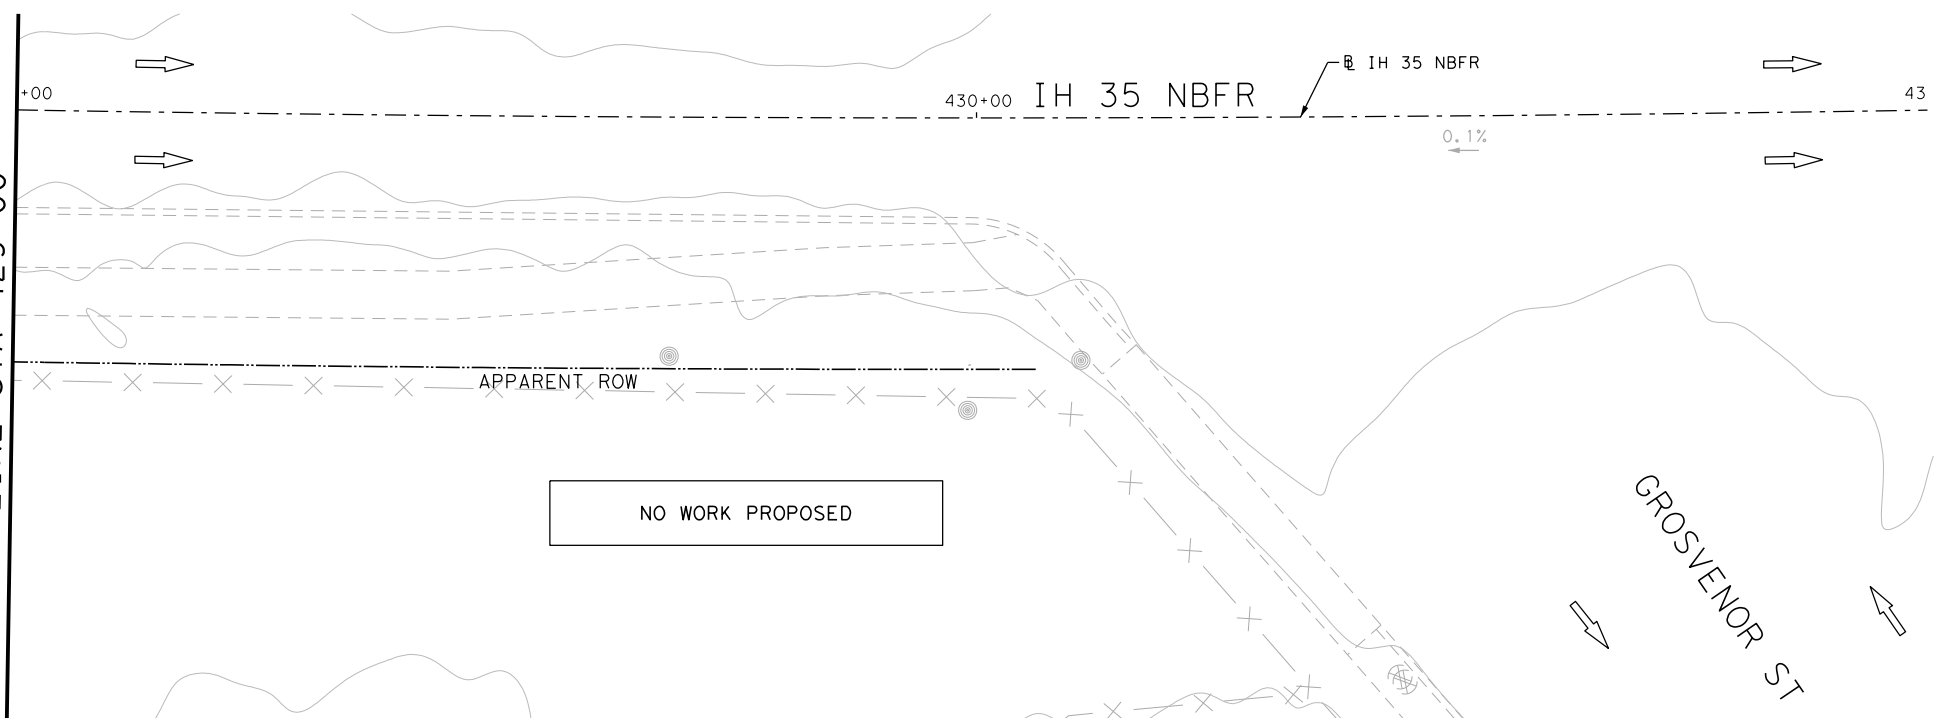 ℄ IH 35 NBFR
+00
430+00
IH 35 NBFR
43
0.1%
APPARENT ROW
NO WORK PROPOSED
GROSVENOR ST